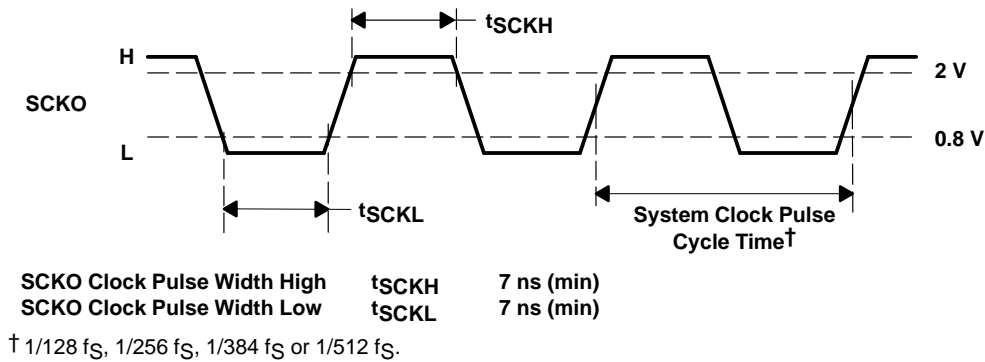 tSCKH
H
2 V
SCKO
0.8 V
L
tSCKL
System Clock Pulse
Cycle Time†
SCKO Clock Pulse Width High tSCKH 7 ns (min)
SCKO Clock Pulse Width Low tSCKL 7 ns (min)
† 1/128 fS, 1/256 fS, 1/384 fS or 1/512 fS.